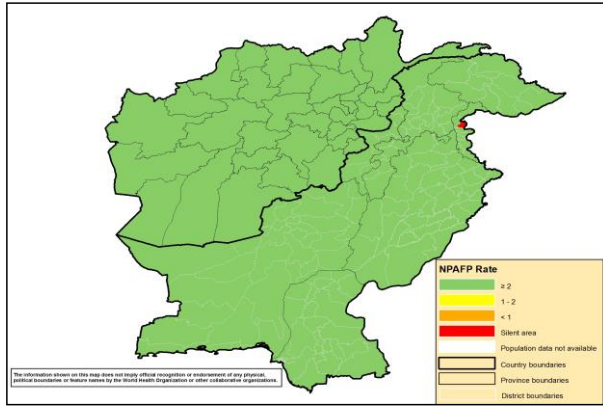 NPAFP Rate
≥ 2
1 - 2
< 1
Silent area
Population data not available
Country boundaries
Province boundaries
District boundaries
The information shown on this map does not imply official recognition or endorsement of any physical,
political boundaries or feature names by the World Health Organization or other collaborative organizations.